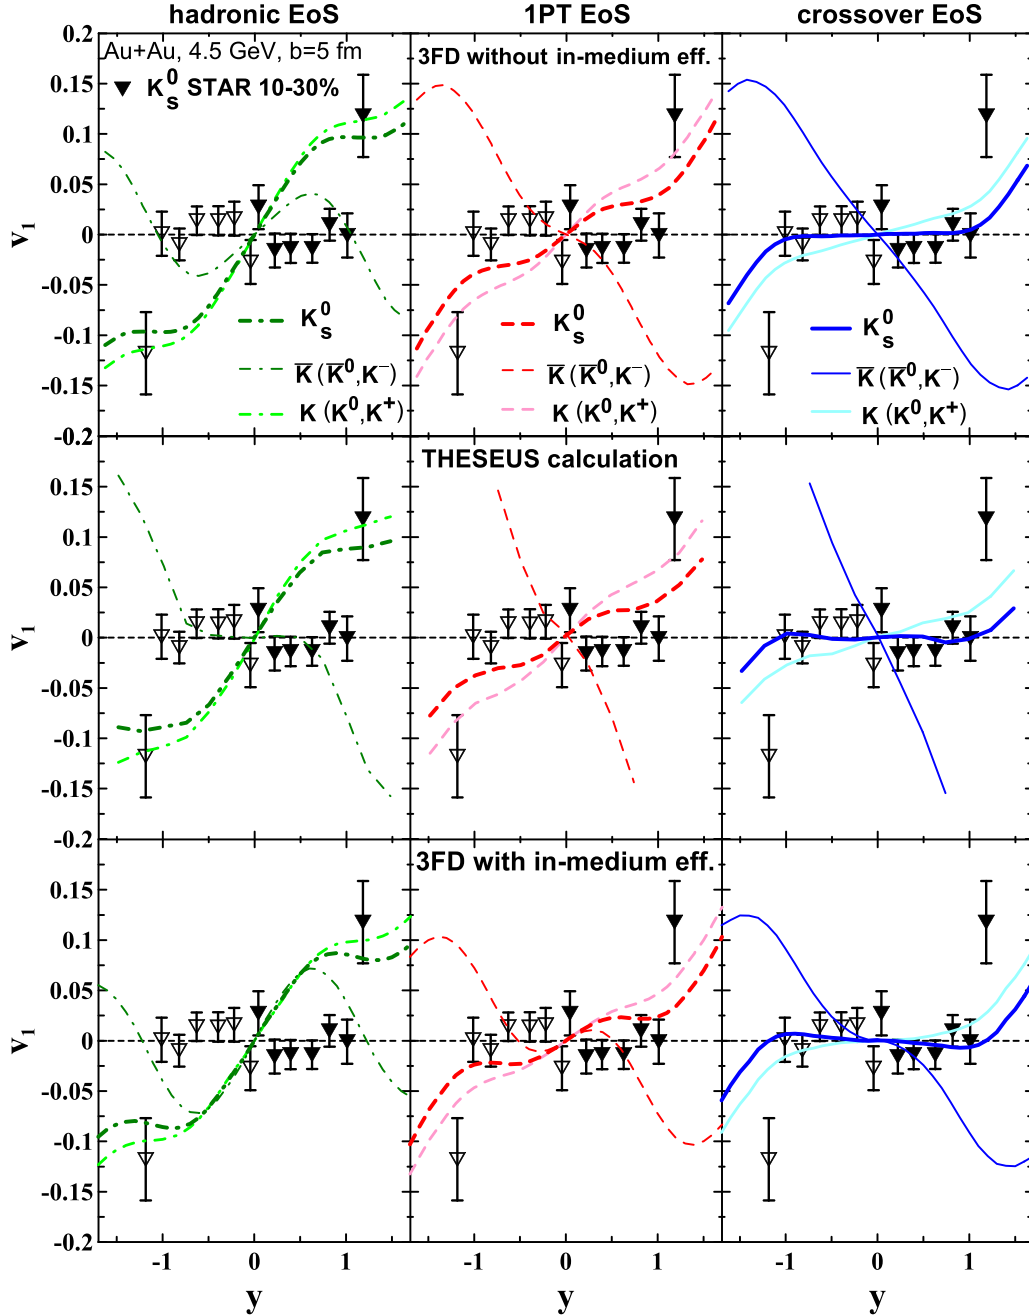 hadronic EoS 1PT EoS crossover EoS
0.2
Au+Au, 4.5 GeV, b=5 fm
3FD without in-medium eff.
K⁰ₛ STAR 10-30%
0.15
0.1
0.05
v₁
0
-0.05
K⁰ₛ K⁰ₛ K⁰ₛ
-0.1
K̅ (K̅⁰,K⁻) K̅ (K̅⁰,K⁻) K̅ (K̅⁰,K⁻)
-0.15
K (K⁰,K⁺) K (K⁰,K⁺) K (K⁰,K⁺)
-0.2
THESEUS calculation
0.15
0.1
0.05
v₁
0
-0.05
-0.1
-0.15
-0.2
3FD with in-medium eff.
0.15
0.1
0.05
v₁
0
-0.05
-0.1
-0.15
-0.2
-1 0 1 -1 0 1 -1 0 1
y y y